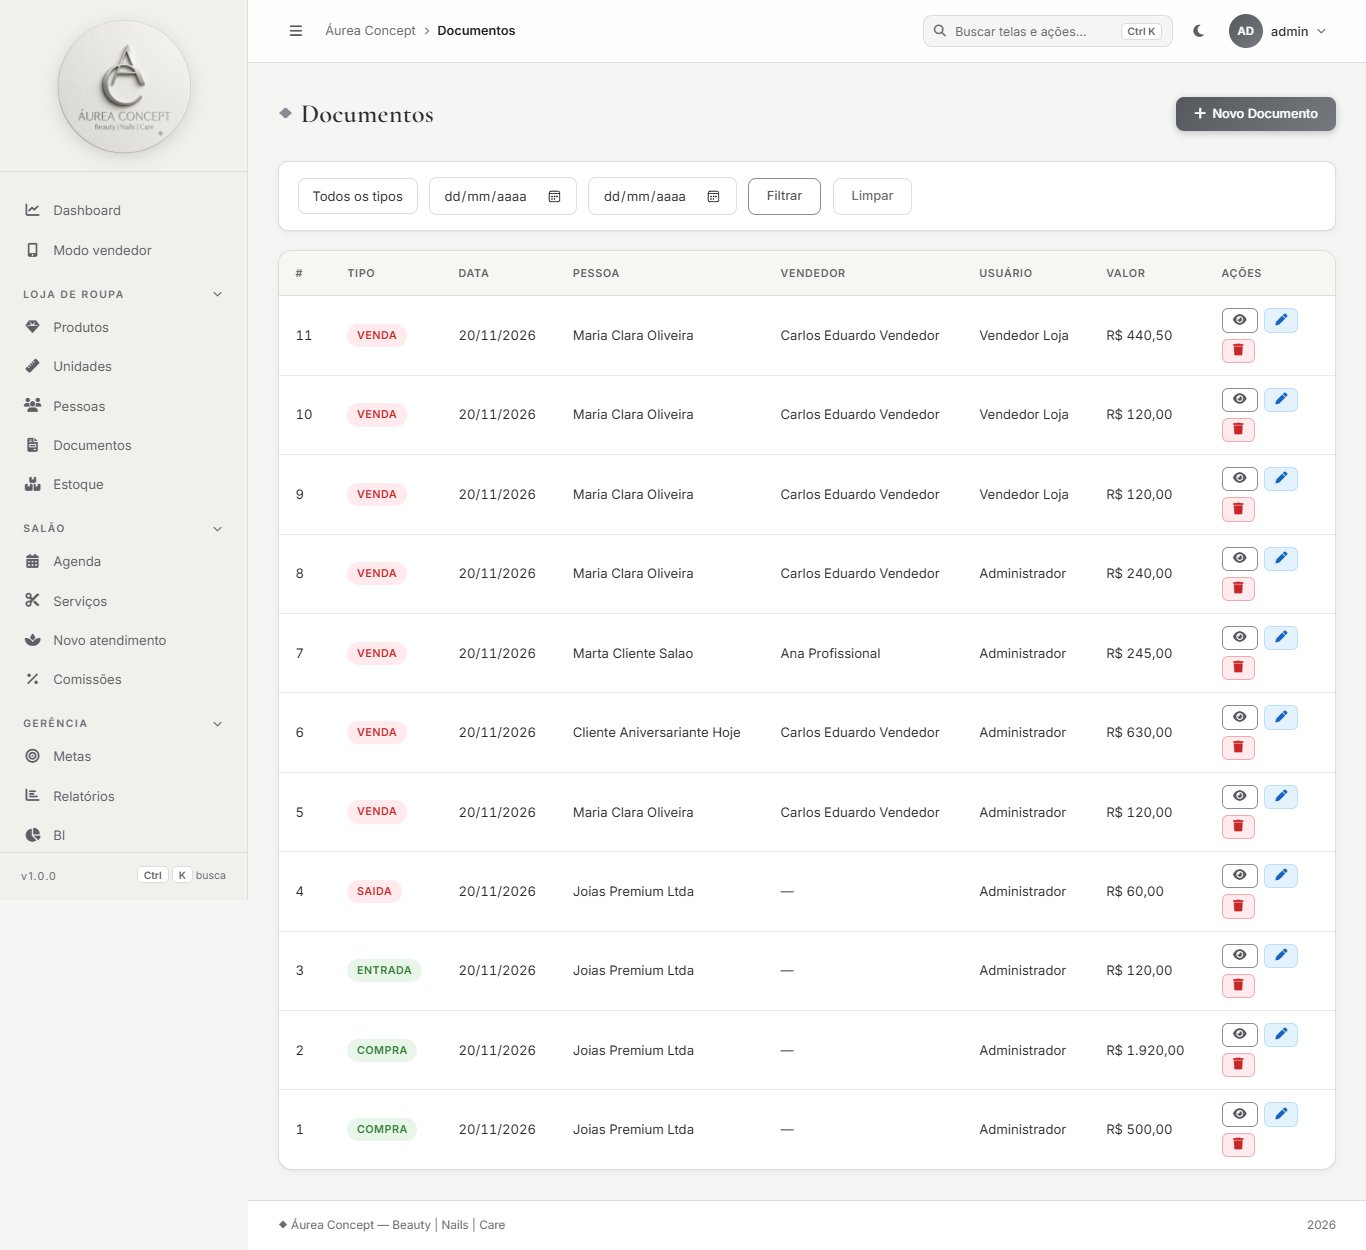 ÁUREA CONCEPT
Beauty | Nails | Care
Dashboard
Modo vendedor
LOJA DE ROUPA
Produtos
Unidades
Pessoas
Documentos
Estoque
SALÃO
Agenda
Serviços
Novo atendimento
Comissões
GERÊNCIA
Metas
Relatórios
BI
v1.0.0 Ctrl K busca
Áurea Concept > Documentos Buscar telas e ações... Ctrl K AD admin
Documentos
+ Novo Documento
Todos os tipos dd/mm/aaaa dd/mm/aaaa Filtrar Limpar
# TIPO DATA PESSOA VENDEDOR USUÁRIO VALOR AÇÕES
11 VENDA 20/11/2026 Maria Clara Oliveira Carlos Eduardo Vendedor Vendedor Loja R$ 440,50
10 VENDA 20/11/2026 Maria Clara Oliveira Carlos Eduardo Vendedor Vendedor Loja R$ 120,00
9 VENDA 20/11/2026 Maria Clara Oliveira Carlos Eduardo Vendedor Vendedor Loja R$ 120,00
8 VENDA 20/11/2026 Maria Clara Oliveira Carlos Eduardo Vendedor Administrador R$ 240,00
7 VENDA 20/11/2026 Marta Cliente Salao Ana Profissional Administrador R$ 245,00
6 VENDA 20/11/2026 Cliente Aniversariante Hoje Carlos Eduardo Vendedor Administrador R$ 630,00
5 VENDA 20/11/2026 Maria Clara Oliveira Carlos Eduardo Vendedor Administrador R$ 120,00
4 SAIDA 20/11/2026 Joias Premium Ltda — Administrador R$ 60,00
3 ENTRADA 20/11/2026 Joias Premium Ltda — Administrador R$ 120,00
2 COMPRA 20/11/2026 Joias Premium Ltda — Administrador R$ 1.920,00
1 COMPRA 20/11/2026 Joias Premium Ltda — Administrador R$ 500,00
◆ Áurea Concept — Beauty | Nails | Care 2026